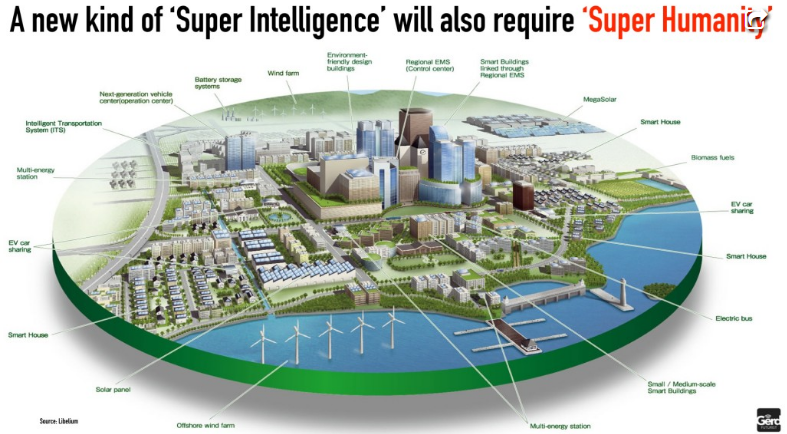 A new kind of ‘Super Intelligence’ will also require ‘Super Humanity’
Environment-
friendly design
buildings
Regional EMS
(Control center)
Smart Buildings
linked through
Regional EMS
Wind farm
Battery storage
systems
Next-generation vehicle
center(operation center)
MegaSolar
Intelligent Transportation
System (ITS)
Smart House
Biomass fuels
Multi-energy
station
EV car
sharing
EV car
sharing
Smart House
Electric bus
Smart House
Solar panel
Small / Medium-scale
Smart Buildings
Source: Libelium
Offshore wind farm
Multi-energy station
Gerd